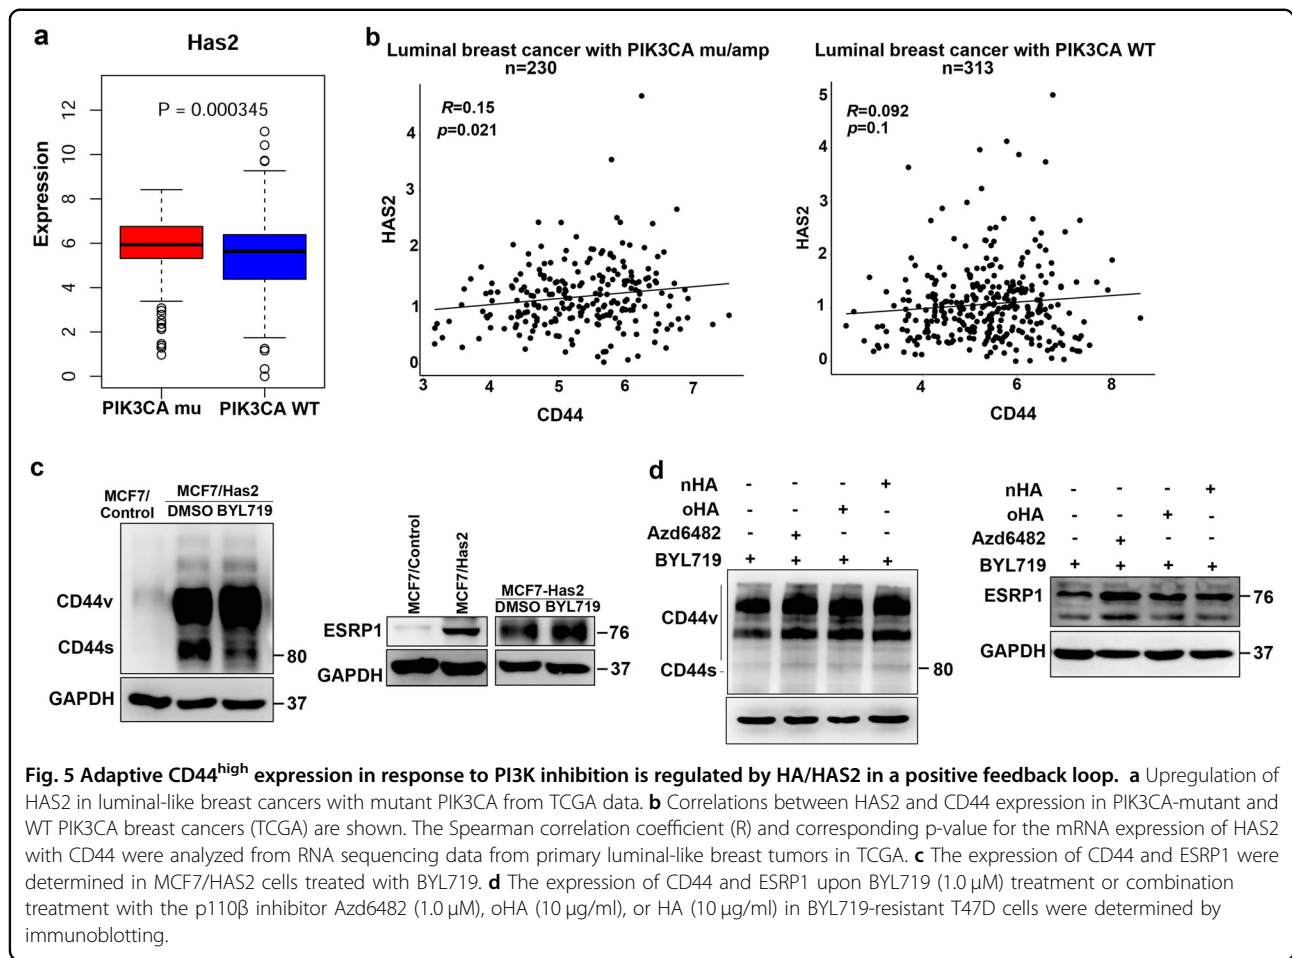 a
Has2
P = 0.000345
Expression
12
10
8
6
4
2
0
PIK3CA mu
PIK3CA WT
b
Luminal breast cancer with PIK3CA mu/amp
n=230
R=0.15
p=0.021
HAS2
4
3
2
1
0
3
4
5
6
7
CD44
Luminal breast cancer with PIK3CA WT
n=313
R=0.092
p=0.1
HAS2
5
4
3
2
1
0
4
6
8
CD44
c
MCF7/
Control
MCF7/Has2
DMSO BYL719
CD44v
CD44s
80
GAPDH
37
MCF7/Control
MCF7/Has2
MCF7-Has2
DMSO BYL719
ESRP1
76
GAPDH
37
d
nHA - - - +
oHA - - + -
Azd6482 - + - -
BYL719 + + + +
CD44v
CD44s
80
nHA - - - +
oHA - - + -
Azd6482 - + - -
BYL719 + + + +
ESRP1
76
GAPDH
37
Fig. 5 Adaptive CD44high expression in response to PI3K inhibition is regulated by HA/HAS2 in a positive feedback loop. a Upregulation of
HAS2 in luminal-like breast cancers with mutant PIK3CA from TCGA data. b Correlations between HAS2 and CD44 expression in PIK3CA-mutant and
WT PIK3CA breast cancers (TCGA) are shown. The Spearman correlation coefficient (R) and corresponding p-value for the mRNA expression of HAS2
with CD44 were analyzed from RNA sequencing data from primary luminal-like breast tumors in TCGA. c The expression of CD44 and ESRP1 were
determined in MCF7/HAS2 cells treated with BYL719. d The expression of CD44 and ESRP1 upon BYL719 (1.0 μM) treatment or combination
treatment with the p110β inhibitor Azd6482 (1.0 μM), oHA (10 μg/ml), or HA (10 μg/ml) in BYL719-resistant T47D cells were determined by
immunoblotting.